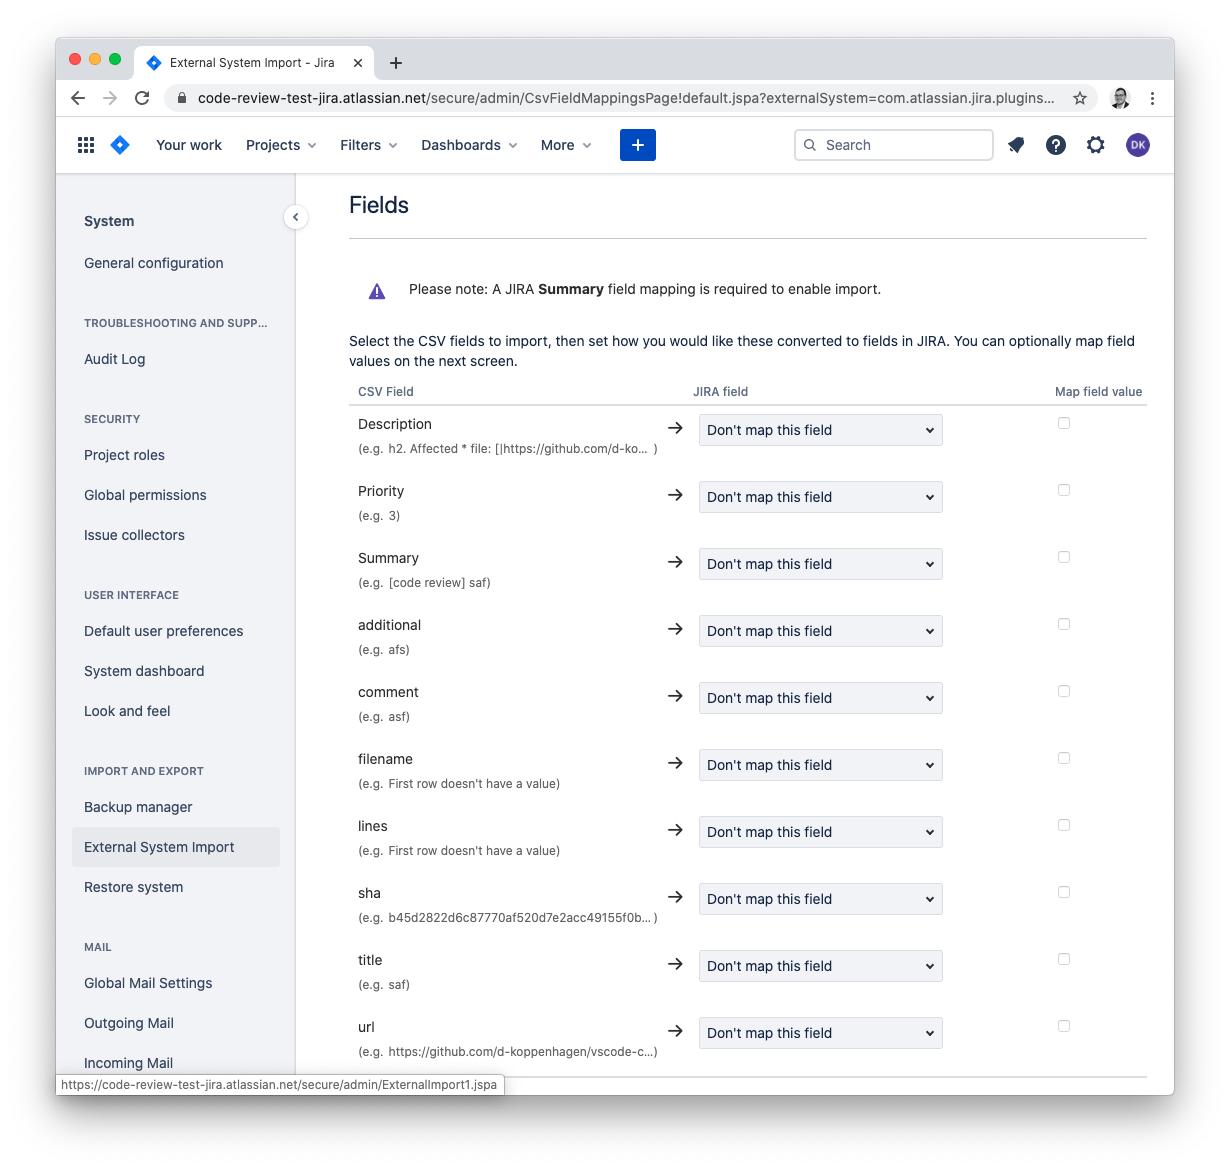 External System Import - Jira
code-review-test-jira.atlassian.net/secure/admin/CsvFieldMappingsPage!default.jspa?externalSystem=com.atlassian.jira.plugins...
Your work Projects Filters Dashboards More + Search ? DK
System
General configuration
TROUBLESHOOTING AND SUPP...
Audit Log
SECURITY
Project roles
Global permissions
Issue collectors
USER INTERFACE
Default user preferences
System dashboard
Look and feel
IMPORT AND EXPORT
Backup manager
External System Import
Restore system
MAIL
Global Mail Settings
Outgoing Mail
Incoming Mail
https://code-review-test-jira.atlassian.net/secure/admin/ExternalImport1.jspa
Fields
Please note: A JIRA Summary field mapping is required to enable import.
Select the CSV fields to import, then set how you would like these converted to fields in JIRA. You can optionally map field
values on the next screen.
CSV Field JIRA field Map field value
Description → Don't map this field
(e.g. h2. Affected * file: [|https://github.com/d-ko... )
Priority → Don't map this field
(e.g. 3)
Summary → Don't map this field
(e.g. [code review] saf)
additional → Don't map this field
(e.g. afs)
comment → Don't map this field
(e.g. asf)
filename → Don't map this field
(e.g. First row doesn't have a value)
lines → Don't map this field
(e.g. First row doesn't have a value)
sha → Don't map this field
(e.g. b45d2822d6c87770af520d7e2acc49155f0b... )
title → Don't map this field
(e.g. saf)
url → Don't map this field
(e.g. https://github.com/d-koppenhagen/vscode-c...)